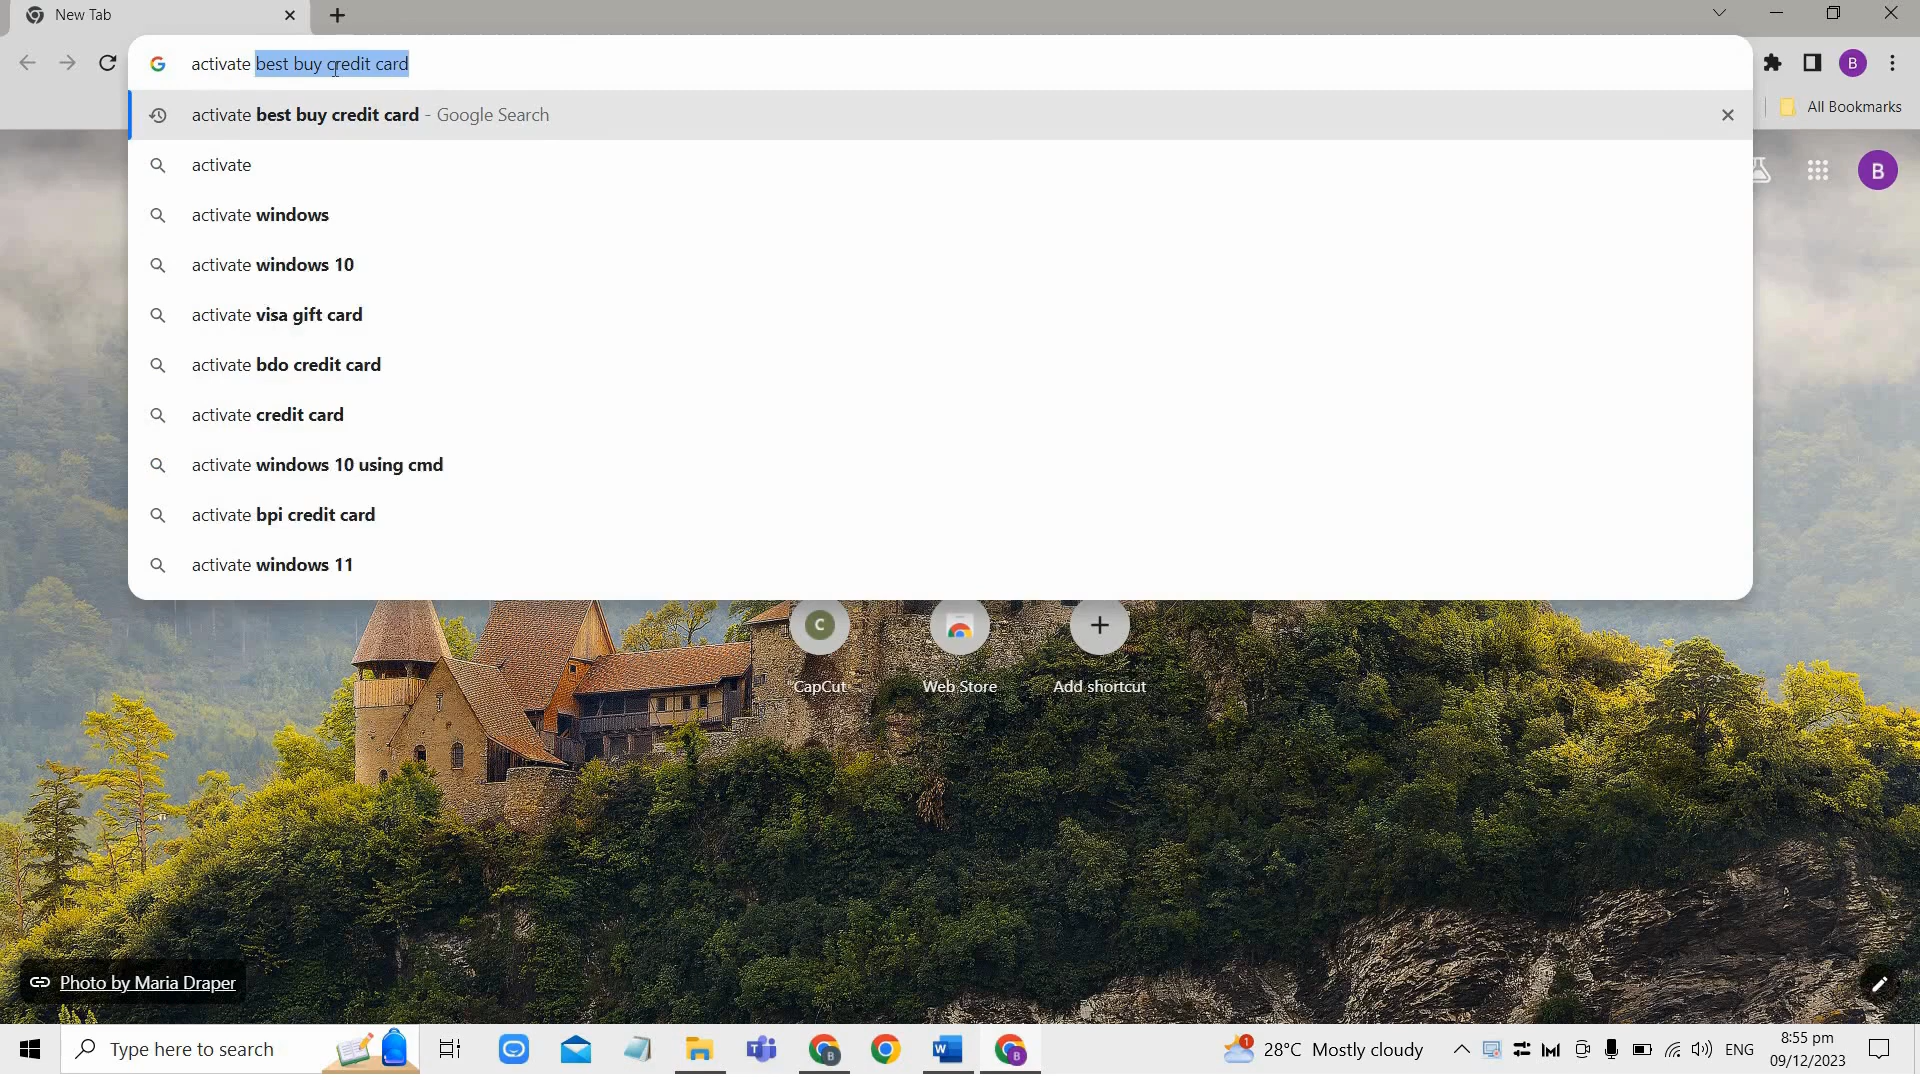 New Tab
activate best buy credit card
activate best buy credit card - Google Search
activate
activate windows
activate windows 10
activate visa gift card
activate bdo credit card
activate credit card
activate windows 10 using cmd
activate bpi credit card
activate windows 11
B
All Bookmarks
B
C
CapCut
Web Store
Add shortcut
Photo by Maria Draper
Type here to search
28°C Mostly cloudy
ENG
8:55 pm
09/12/2023